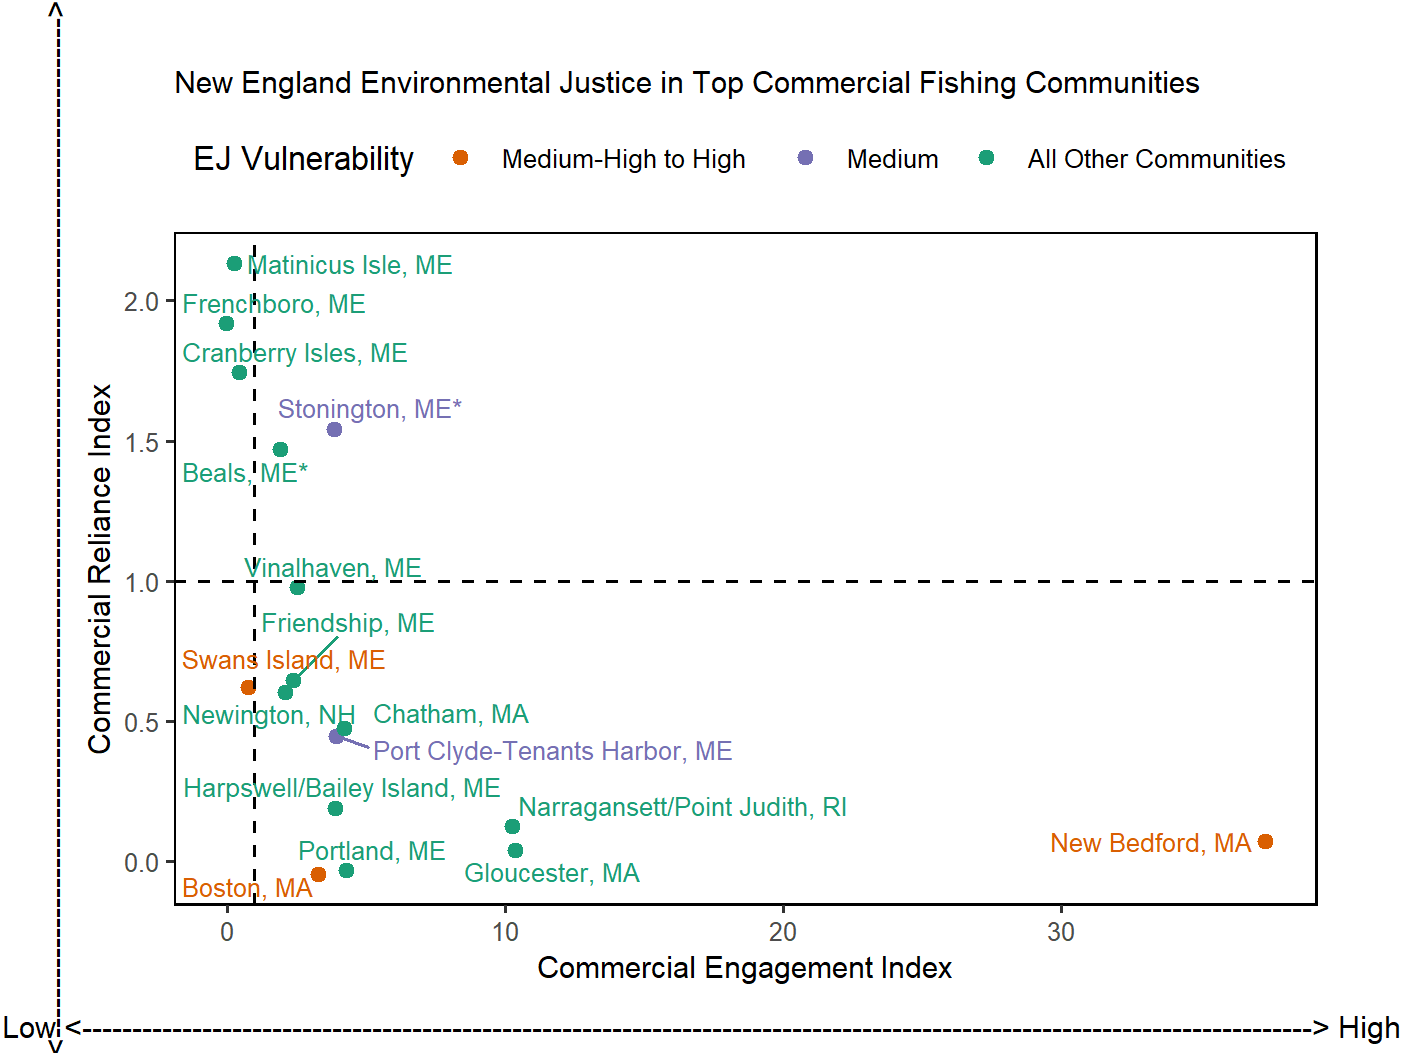 New England Environmental Justice in Top Commercial Fishing Communities
EJ Vulnerability Medium-High to High Medium All Other Communities
Commercial Reliance Index
2.0
1.5
1.0
0.5
0.0
Matinicus Isle, ME
Frenchboro, ME
Cranberry Isles, ME
Stonington, ME*
Beals, ME*
Vinalhaven, ME
Friendship, ME
Swans Island, ME
Newington, NH
Chatham, MA
Port Clyde-Tenants Harbor, ME
Harpswell/Bailey Island, ME
Narragansett/Point Judith, RI
New Bedford, MA
Portland, ME
Gloucester, MA
Boston, MA
0 10 20 30
Commercial Engagement Index
Low High